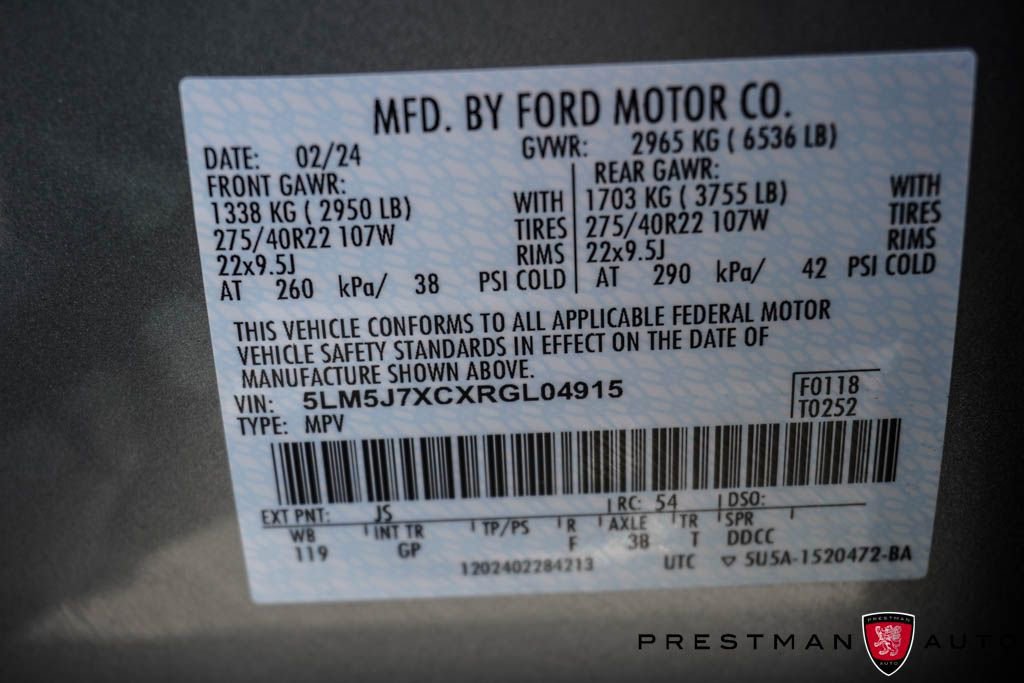 MFD. BY FORD MOTOR CO.
DATE: 02/24 GVWR: 2965 KG ( 6536 LB)
FRONT GAWR: REAR GAWR:
1338 KG ( 2950 LB) WITH 1703 KG ( 3755 LB) WITH
275/40R22 107W TIRES 275/40R22 107W TIRES
22x9.5J RIMS 22x9.5J RIMS
AT 260 kPa/ 38 PSI COLD AT 290 kPa/ 42 PSI COLD
THIS VEHICLE CONFORMS TO ALL APPLICABLE FEDERAL MOTOR
VEHICLE SAFETY STANDARDS IN EFFECT ON THE DATE OF
MANUFACTURE SHOWN ABOVE.
VIN: 5LM5J7XCXRGL04915 F0118
TYPE: MPV T0252
EXT PNT: JS RC: 54 DSO:
WB INT TR TP/PS R AXLE TR SPR
119 GP F 3B T DDCC
1202402284213 UTC ▽ 5U5A-1520472-BA
PRESTMAN PRESTMAN AUTO AUTO